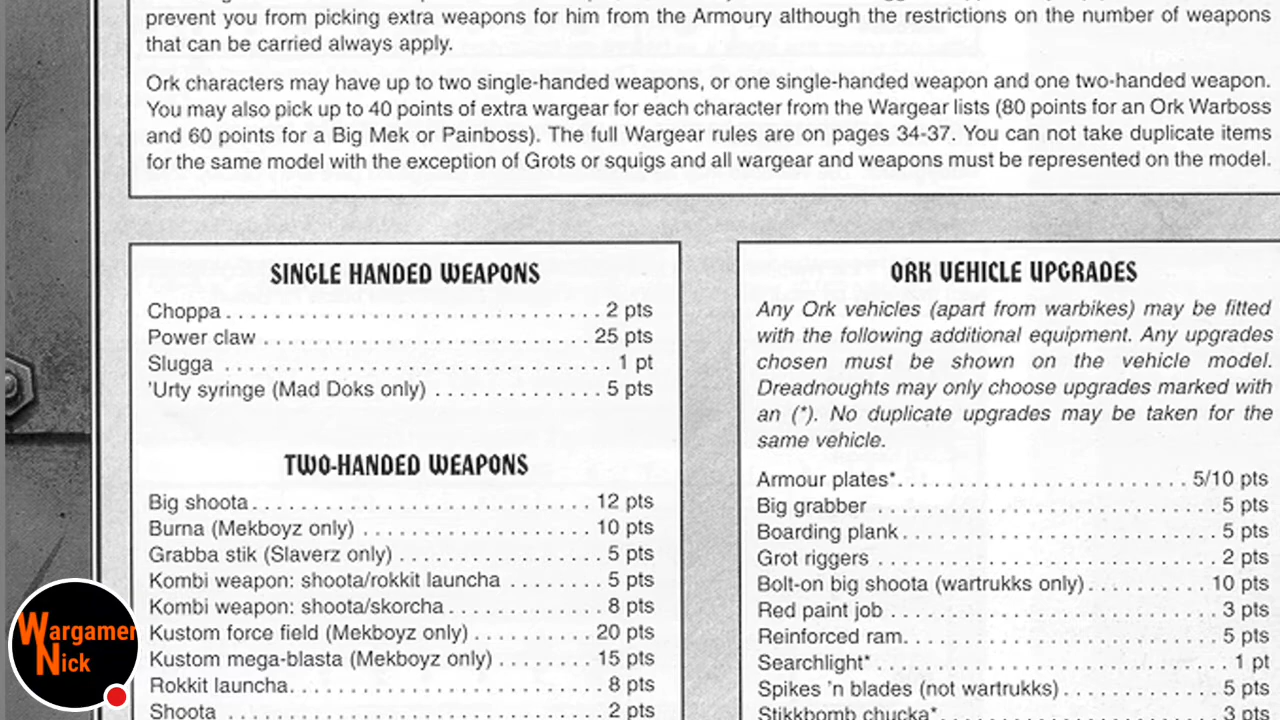 prevent you from picking extra weapons for him from the Armoury although the restrictions on the number of weapons
that can be carried always apply.
Ork characters may have up to two single-handed weapons, or one single-handed weapon and one two-handed weapon.
You may also pick up to 40 points of extra wargear for each character from the Wargear lists (80 points for an Ork Warboss
and 60 points for a Big Mek or Painboss). The full Wargear rules are on pages 34-37. You can not take duplicate items
for the same model with the exception of Grots or squigs and all wargear and weapons must be represented on the model.
SINGLE HANDED WEAPONS
Choppa . . . . . . . . . . . . . . . . . . . . . . . . . . . . . . 2 pts
Power claw . . . . . . . . . . . . . . . . . . . . . . . . . . 25 pts
Slugga . . . . . . . . . . . . . . . . . . . . . . . . . . . . . . . 1 pt
'Urty syringe (Mad Doks only) . . . . . . . . . . . . . 5 pts
TWO-HANDED WEAPONS
Big shoota . . . . . . . . . . . . . . . . . . . . . . . . . . . 12 pts
Burna (Mekboyz only) . . . . . . . . . . . . . . . . . . . 10 pts
Grabba stik (Slaverz only) . . . . . . . . . . . . . . . . 5 pts
Kombi weapon: shoota/rokkit launcha . . . . . . . 5 pts
Kombi weapon: shoota/skorcha . . . . . . . . . . . . 8 pts
Kustom force field (Mekboyz only) . . . . . . . . . 20 pts
Kustom mega-blasta (Mekboyz only) . . . . . . . 15 pts
Rokkit launcha . . . . . . . . . . . . . . . . . . . . . . . . 8 pts
Shoota . . . . . . . . . . . . . . . . . . . . . . . . . . . . . . 2 pts
ORK VEHICLE UPGRADES
Any Ork vehicles (apart from warbikes) may be fitted
with the following additional equipment. Any upgrades
chosen must be shown on the vehicle model.
Dreadnoughts may only choose upgrades marked with
an (*). No duplicate upgrades may be taken for the
same vehicle.
Armour plates* . . . . . . . . . . . . . . . . . . . . . . 5/10 pts
Big grabber . . . . . . . . . . . . . . . . . . . . . . . . . . . 5 pts
Boarding plank . . . . . . . . . . . . . . . . . . . . . . . . 5 pts
Grot riggers . . . . . . . . . . . . . . . . . . . . . . . . . . 2 pts
Bolt-on big shoota (wartrukks only) . . . . . . . . . 10 pts
Red paint job . . . . . . . . . . . . . . . . . . . . . . . . . 3 pts
Reinforced ram. . . . . . . . . . . . . . . . . . . . . . . . 5 pts
Searchlight* . . . . . . . . . . . . . . . . . . . . . . . . . . . 1 pt
Spikes 'n blades (not wartrukks) . . . . . . . . . . . . 5 pts
Stikkbomb chucka* . . . . . . . . . . . . . . . . . . . . . 3 pts
Wargamer
Nick